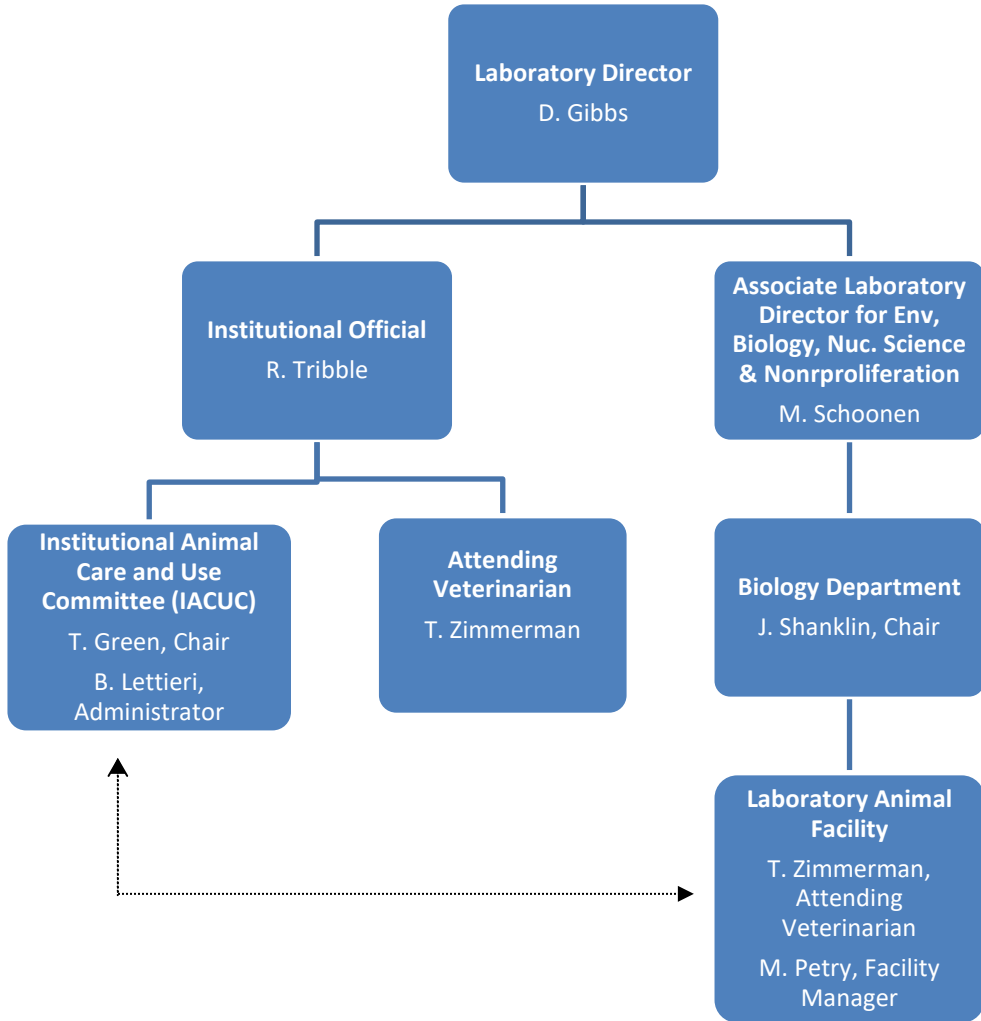 Laboratory Director
D. Gibbs
Institutional Official
R. Tribble
Associate Laboratory
Director for Env,
Biology, Nuc. Science
& Nonrproliferation
M. Schoonen
Institutional Animal
Care and Use
Committee (IACUC)
T. Green, Chair
B. Lettieri,
Administrator
Attending
Veterinarian
T. Zimmerman
Biology Department
J. Shanklin, Chair
Laboratory Animal
Facility
T. Zimmerman,
Attending
Veterinarian
M. Petry, Facility
Manager